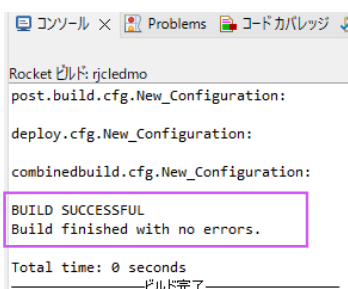 コンソール Problems コードカバレッジ
Rocket ビルド: rjcledmo
post.build.cfg.New_Configuration:
deploy.cfg.New_Configuration:
combinedbuild.cfg.New_Configuration:
BUILD SUCCESSFUL
Build finished with no errors.
Total time: 0 seconds
ビルド完了